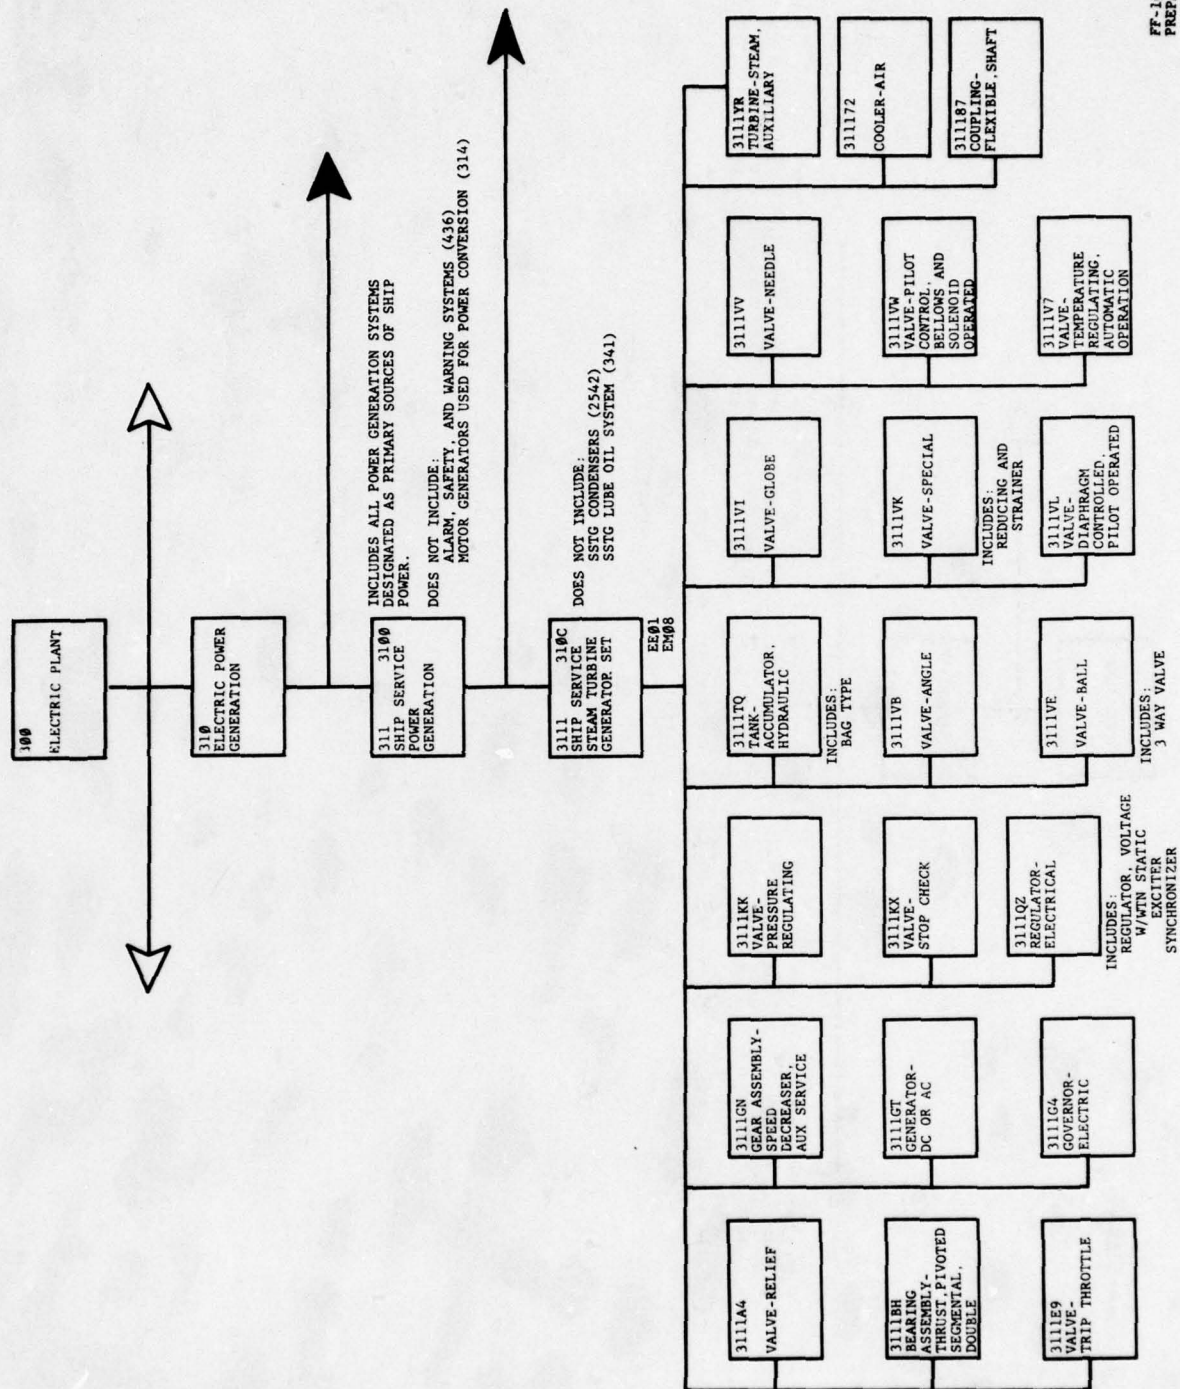 300
ELECTRIC PLANT
310
ELECTRIC POWER
GENERATION
311 3100
SHIP SERVICE
POWER
GENERATION
INCLUDES ALL POWER GENERATION SYSTEMS
DESIGNATED AS PRIMARY SOURCES OF SHIP
POWER.
DOES NOT INCLUDE:
ALARM, SAFETY, AND WARNING SYSTEMS (436)
MOTOR GENERATORS USED FOR POWER CONVERSION (314)
3111 310C
SHIP SERVICE
STEAM TURBINE
GENERATOR SET
DOES NOT INCLUDE:
SSTG CONDENSERS (2542)
SSTG LUBE OIL SYSTEM (341)
EE01
EM08
3111A4
VALVE-RELIEF
3111BH
BEARING
ASSEMBLY-
THRUST,PIVOTED
SEGMENTAL,
DOUBLE
3111E9
VALVE-
TRIP THROTTLE
3111GN
GEAR ASSEMBLY-
SPEED
DECREASER,
AUX SERVICE
3111GT
GENERATOR-
DC OR AC
3111G4
GOVERNOR-
ELECTRIC
3111KK
VALVE-
PRESSURE
REGULATING
3111KX
VALVE-
STOP CHECK
3111QZ
REGULATOR-
ELECTRICAL
INCLUDES:
REGULATOR, VOLTAGE
W/WTN STATIC
EXCITER
SYNCHRONIZER
3111TQ
TANK-
ACCUMULATOR,
HYDRAULIC
INCLUDES:
BAG TYPE
3111VB
VALVE-ANGLE
3111VE
VALVE-BALL
INCLUDES:
3 WAY VALVE
3111VI
VALVE-GLOBE
3111VK
VALVE-SPECIAL
INCLUDES:
REDUCING AND
STRAINER
3111VL
VALVE-
DIAPHRAGM
CONTROLLED,
PILOT OPERATED
3111VV
VALVE-NEEDLE
3111VW
VALVE-PILOT
CONTROL,
BELLOWS AND
SOLENOID
OPERATED
3111V7
VALVE-
TEMPERATURE
REGULATING,
AUTOMATIC
OPERATION
3111YR
TURBINE-STEAM,
AUXILIARY
311172
COOLER-AIR
311187
COUPLING-
FLEXIBLE,SHAFT